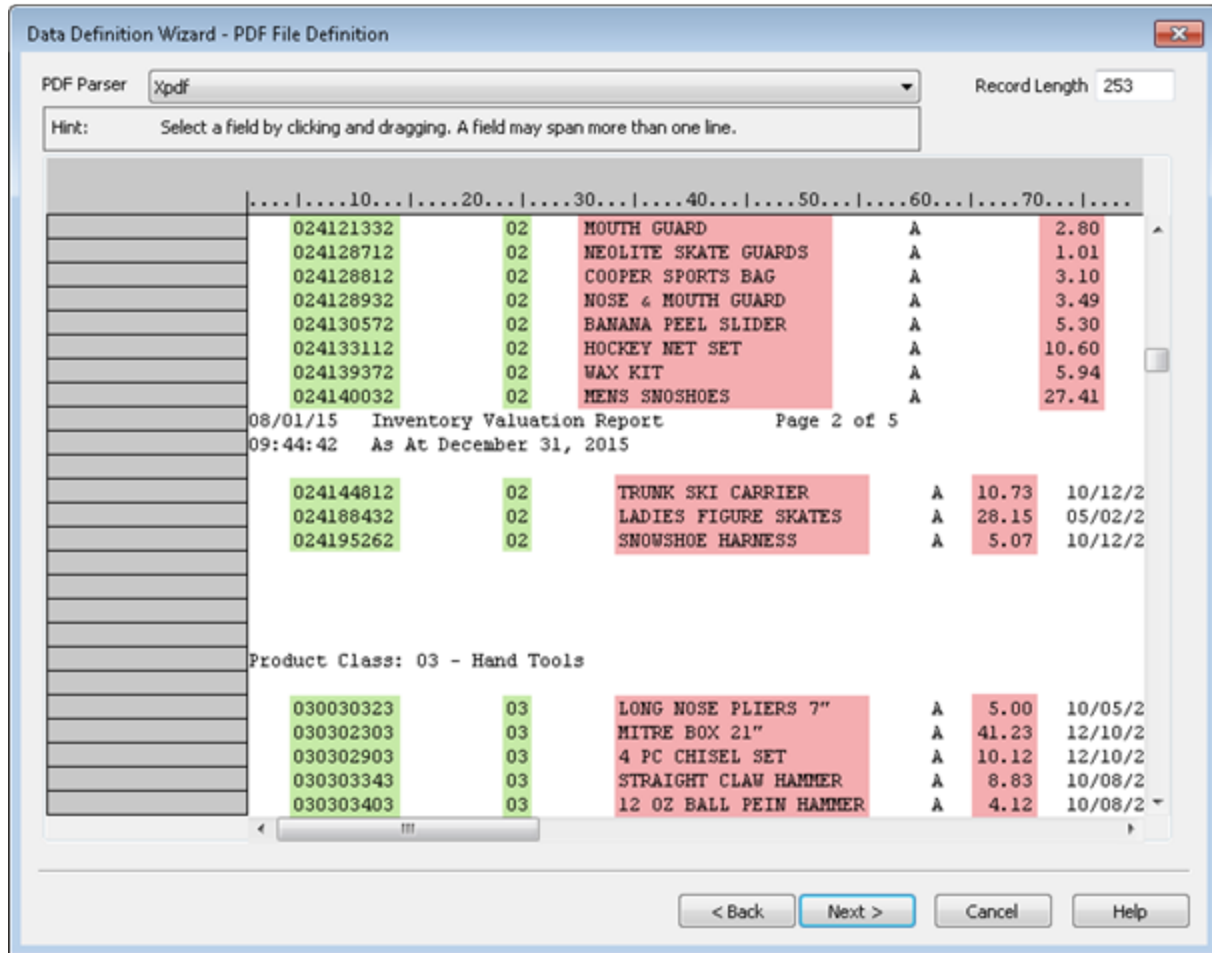 Data Definition Wizard - PDF File Definition
PDF Parser Xpdf Record Length 253
Hint: Select a field by clicking and dragging. A field may span more than one line.
|....|....10...|....20...|....30...|....40...|....50...|....60...|....70...|....
024121332 02 MOUTH GUARD A 2.80
024128712 02 NEOLITE SKATE GUARDS A 1.01
024128812 02 COOPER SPORTS BAG A 3.10
024128932 02 NOSE & MOUTH GUARD A 3.49
024130572 02 BANANA PEEL SLIDER A 5.30
024133112 02 HOCKEY NET SET A 10.60
024139372 02 WAX KIT A 5.94
024140032 02 MENS SNOSHOES A 27.41
08/01/15 Inventory Valuation Report Page 2 of 5
09:44:42 As At December 31, 2015
024144812 02 TRUNK SKI CARRIER A 10.73 10/12/2
024188432 02 LADIES FIGURE SKATES A 28.15 05/02/2
024195262 02 SNOWSHOE HARNESS A 5.07 10/12/2
Product Class: 03 - Hand Tools
030030323 03 LONG NOSE PLIERS 7" A 5.00 10/05/2
030302303 03 MITRE BOX 21" A 41.23 12/10/2
030302903 03 4 PC CHISEL SET A 10.12 12/10/2
030303343 03 STRAIGHT CLAW HAMMER A 8.83 10/08/2
030303403 03 12 OZ BALL PEIN HAMMER A 4.12 10/08/2
< Back Next > Cancel Help